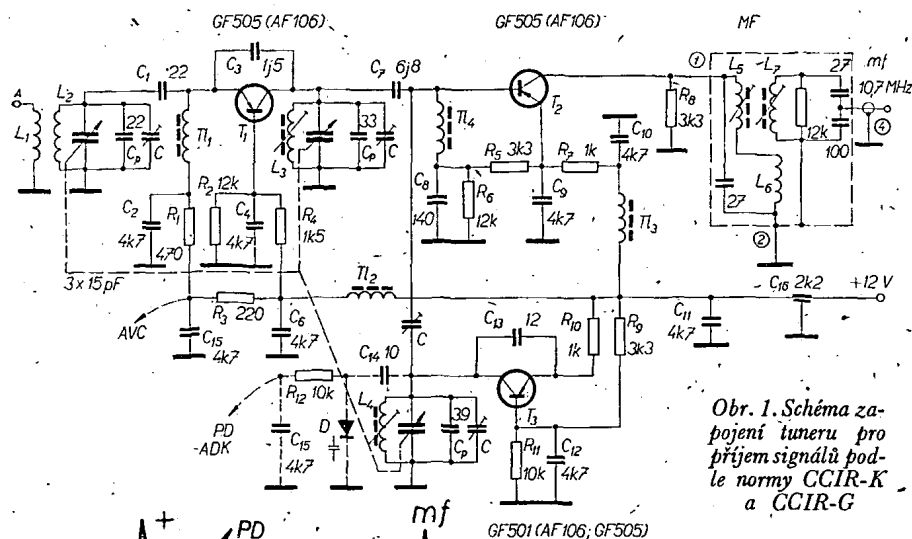 GF505 (AF106)
GF505 (AF106)
MF
C1 22
C3 1j5
C7 6j8
T1
T2
A
L1
L2
22
Cp
C
Tl1
L3
33
Cp
C
Tl4
R5 3k3
R7 1k
C10
4k7
R8
3k3
①
L5
L7
27
mf
10,7 MHz
④
12k
100
L6
27
②
C2
4k7
R1
470
R2
12k
C4
4k7
R4
1k5
C8
140
R6
12k
C9
4k7
Tl3
3x15pF
AVC
R3 220
Tl2
C15
4k7
C6
4k7
C
C13 12
R10
1k
R9
3k3
C11
4k7
C16 2k2
+12 V
C14 10
R12 10k
PD
-ADK
C15
4k7
D
L4
39
Cp
C
T3
R11
10k
C12
4k7
Obr. 1. Schéma za-
pojení tuneru pro
příjem signálů pod-
le normy CCIR-K
a CCIR-G
+
PD
mf
GF501 (AF106; GF505)